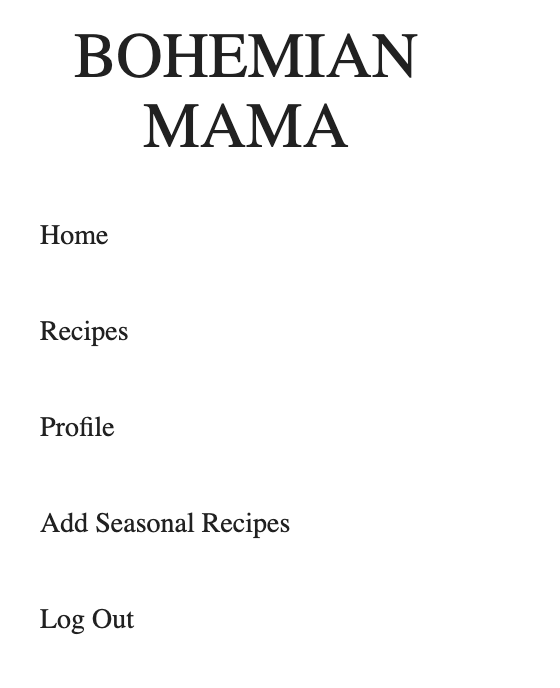 BOHEMIAN
MAMA
Home
Recipes
Profile
Add Seasonal Recipes
Log Out